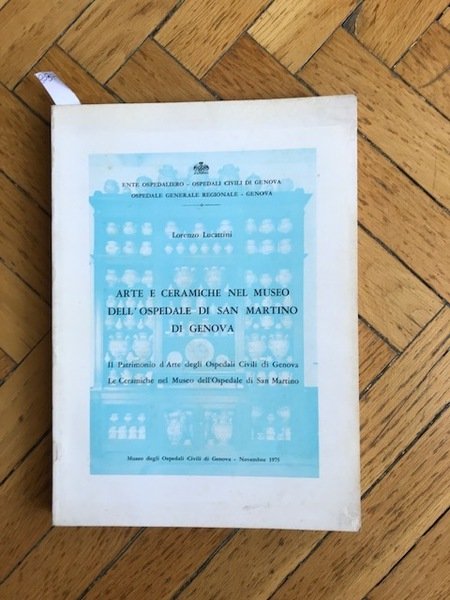 ENTE OSPEDALIERO - OSPEDALI CIVILI DI GENOVA
OSPEDALE GENERALE REGIONALE - GENOVA
Lorenzo Lucattini
ARTE E CERAMICHE NEL MUSEO
DELL'OSPEDALE DI SAN MARTINO
DI GENOVA
Il Patrimonio d'Arte degli Ospedali Civili di Genova
Le Ceramiche nel Museo dell'Ospedale di San Martino
Museo degli Ospedali Civili di Genova - Novembre 1975